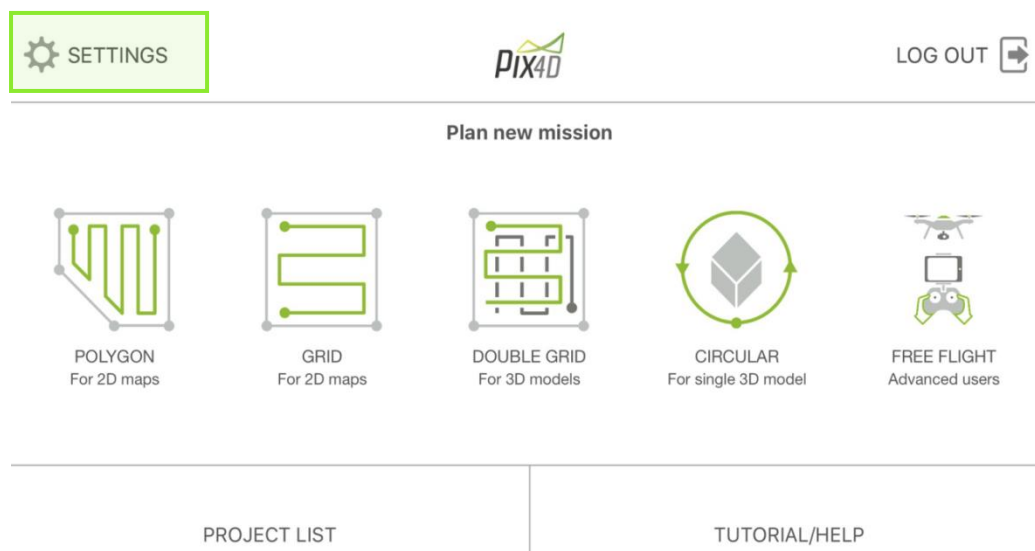 SETTINGS
PIX4D
LOG OUT
Plan new mission
POLYGON
For 2D maps
GRID
For 2D maps
DOUBLE GRID
For 3D models
CIRCULAR
For single 3D model
FREE FLIGHT
Advanced users
PROJECT LIST
TUTORIAL/HELP